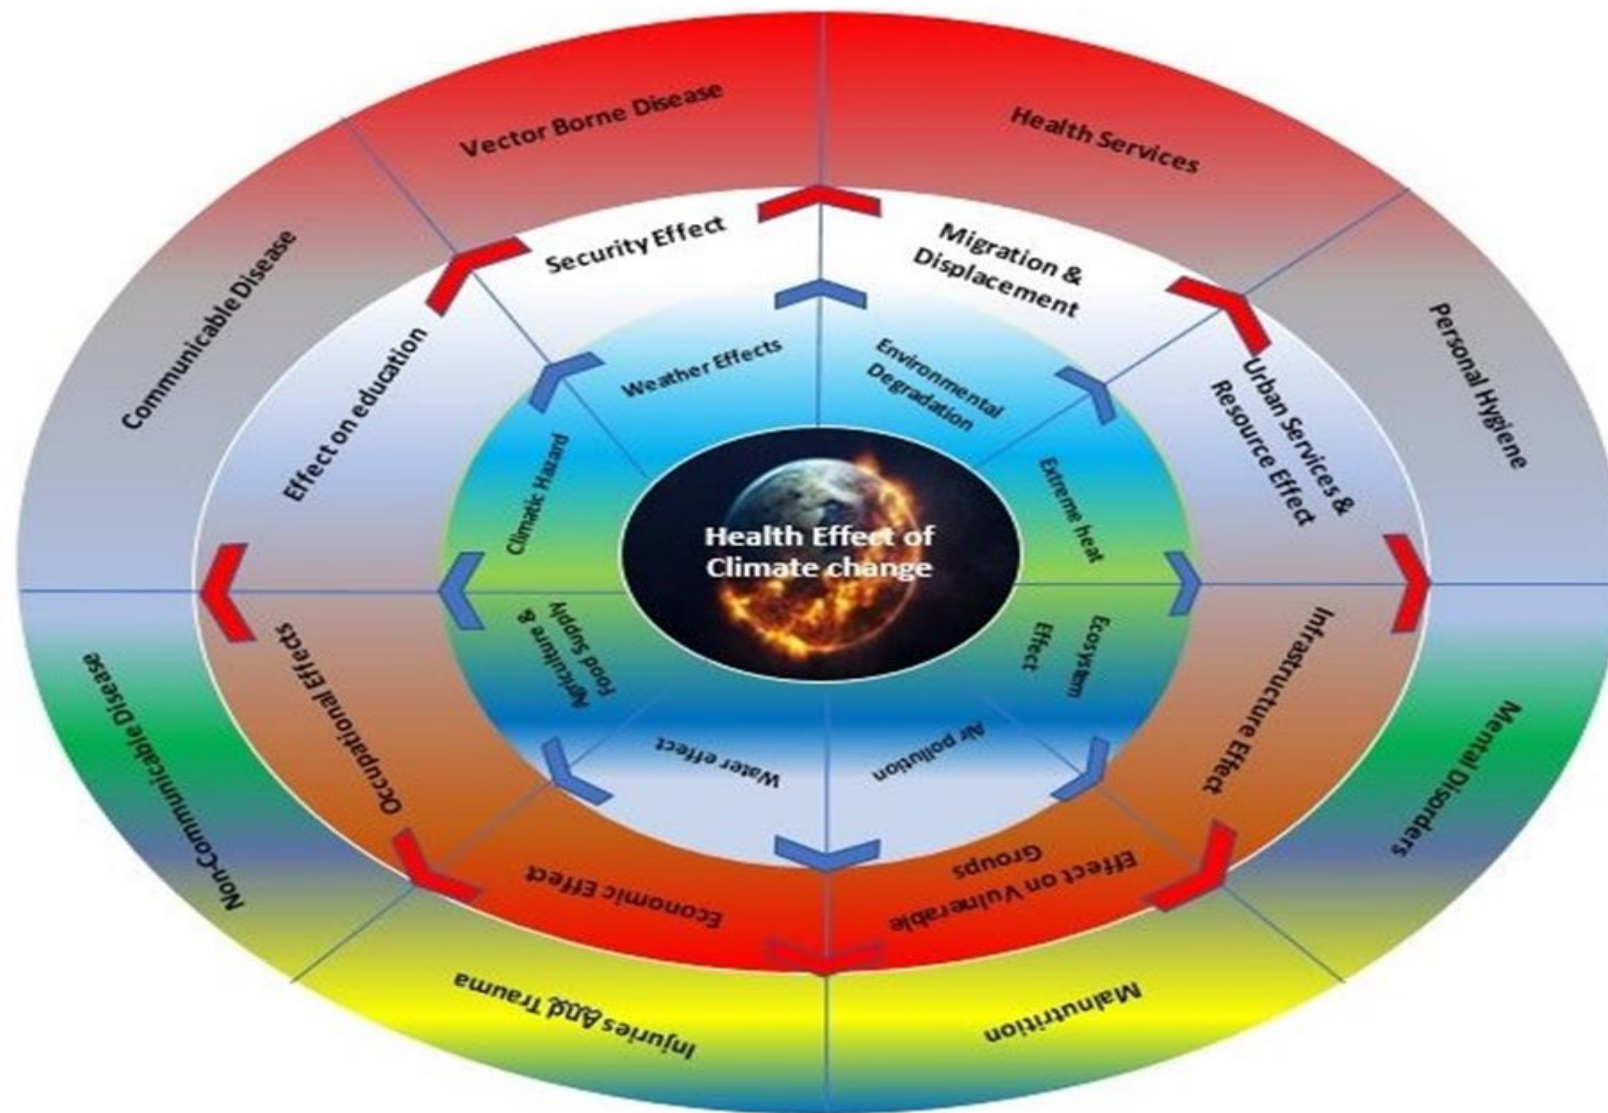 Health Effect of
Climate change
Weather Effects
Environmental
Degradation
Extreme heat
Ecosystem
Effect
Air pollution
Water effect
Agriculture &
Food Supply
Climatic Hazard
Security Effect
Migration &
Displacement
Urban Services &
Resource Effect
Infrastructure Effect
Effect on Vulnerable
Groups
Economic Effect
Occupational Effects
Effect on education
Vector Borne Disease
Health Services
Personal Hygiene
Mental Disorders
Malnutrition
Injuries And Trauma
Non-Communicable Disease
Communicable Disease